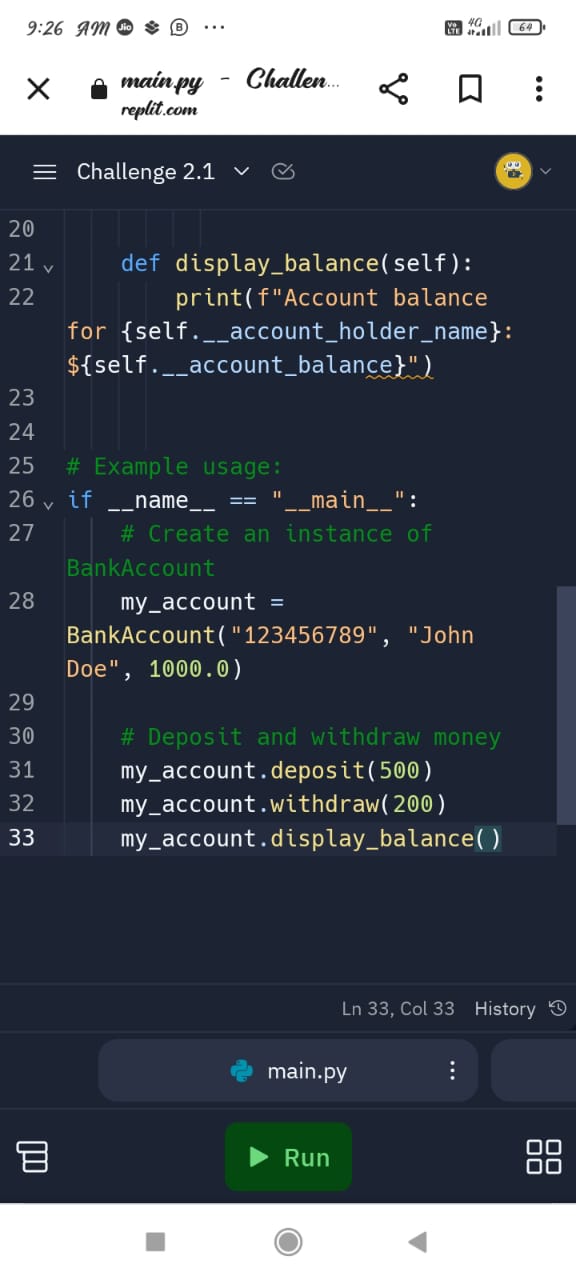 9:26 AM Jio B ... Vo LTE 4G 64
main.py - Challen...
replit.com
Challenge 2.1
20
21 def display_balance(self):
22 print(f"Account balance
for {self.__account_holder_name}:
${self.__account_balance}")
23
24
25 # Example usage:
26 if __name__ == "__main__":
27 # Create an instance of
BankAccount
28 my_account =
BankAccount("123456789", "John
Doe", 1000.0)
29
30 # Deposit and withdraw money
31 my_account.deposit(500)
32 my_account.withdraw(200)
33 my_account.display_balance()
Ln 33, Col 33 History
main.py
Run